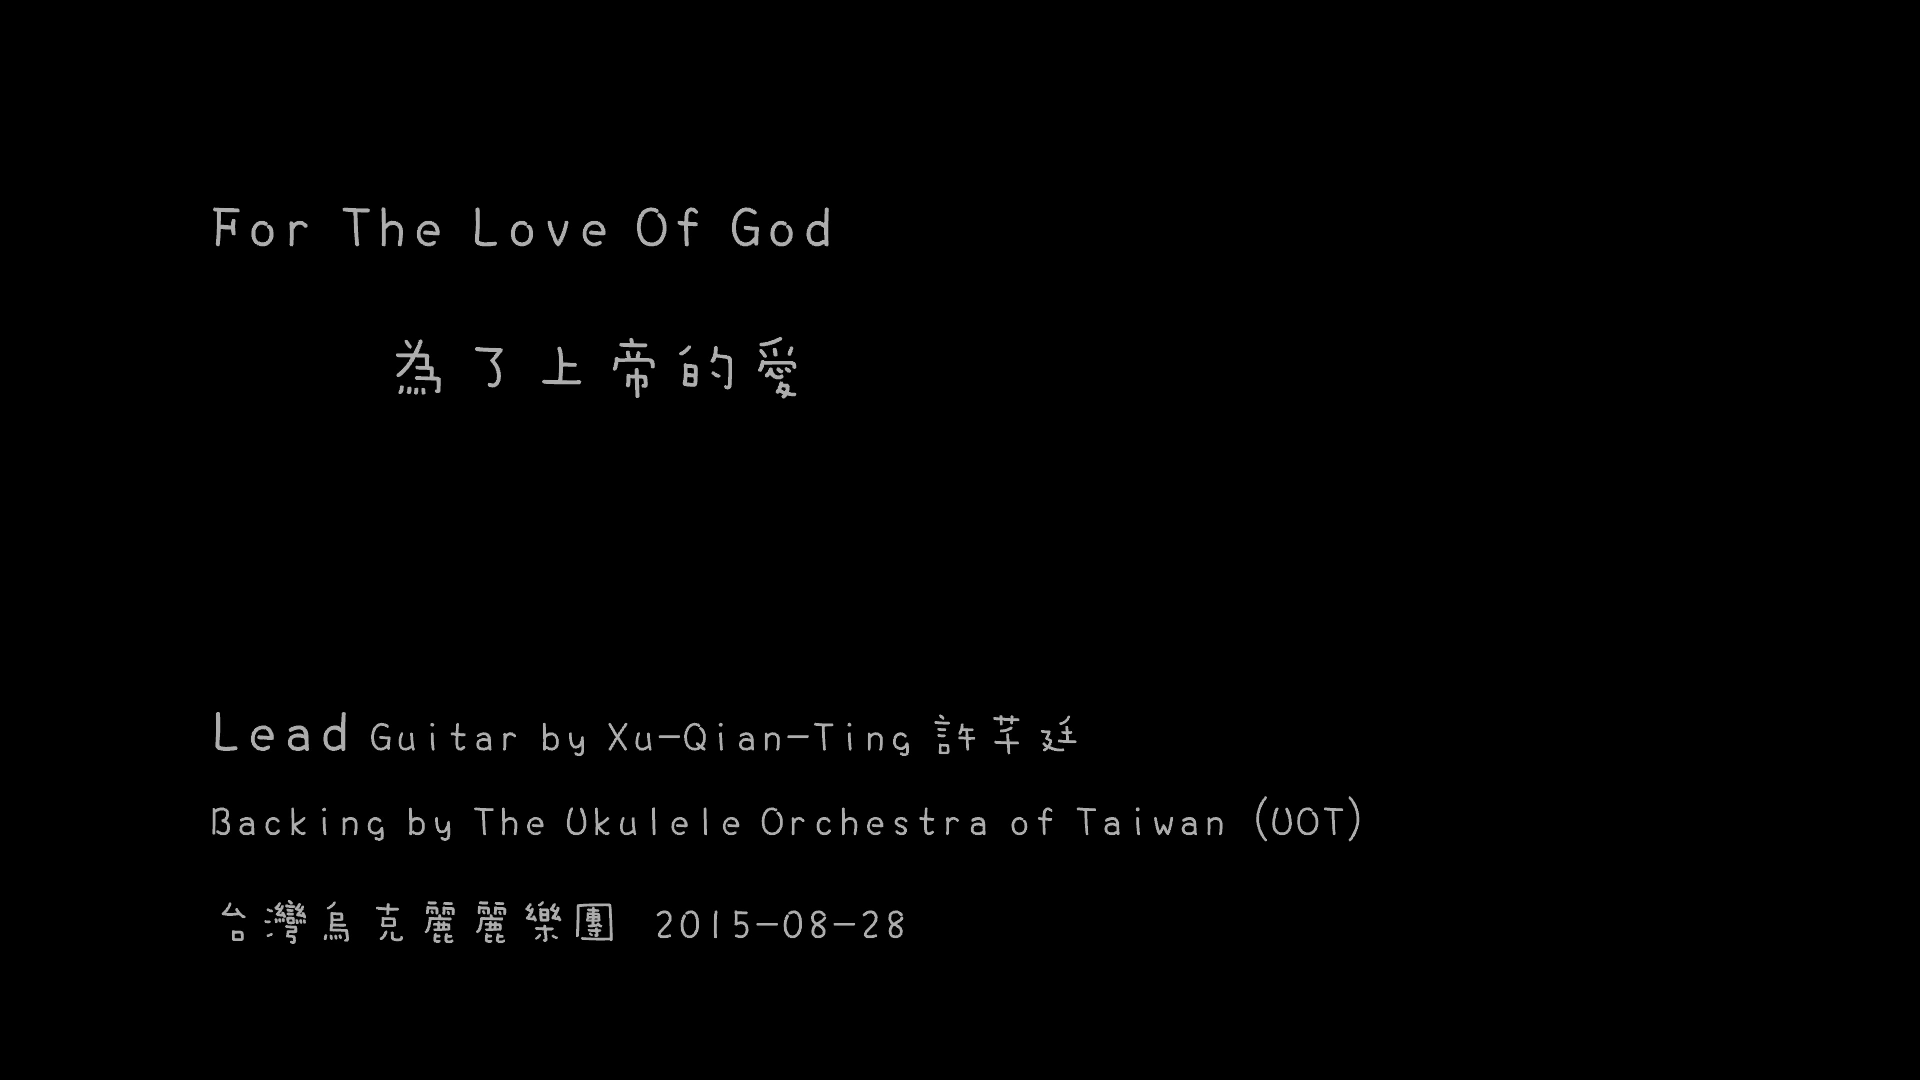 For The Love Of God
為了上帝的愛
Lead Guitar by Xu-Qian-Ting 許芊廷
Backing by The Ukulele Orchestra of Taiwan (UOT)
台灣烏克麗麗樂團 2015-08-28